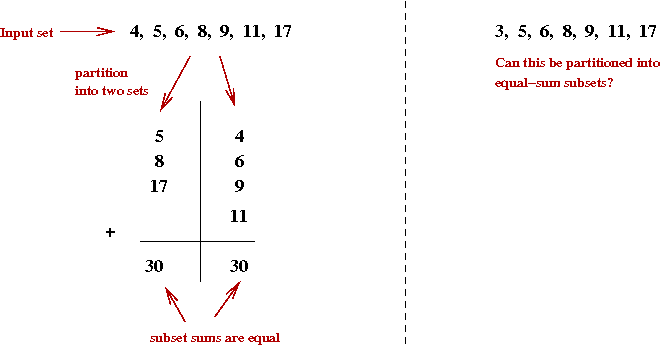 Input set
4, 5, 6, 8, 9, 11, 17
partition
into two sets
5 4
8 6
17 9
11
+
30 30
subset sums are equal
3, 5, 6, 8, 9, 11, 17
Can this be partitioned into
equal–sum subsets?